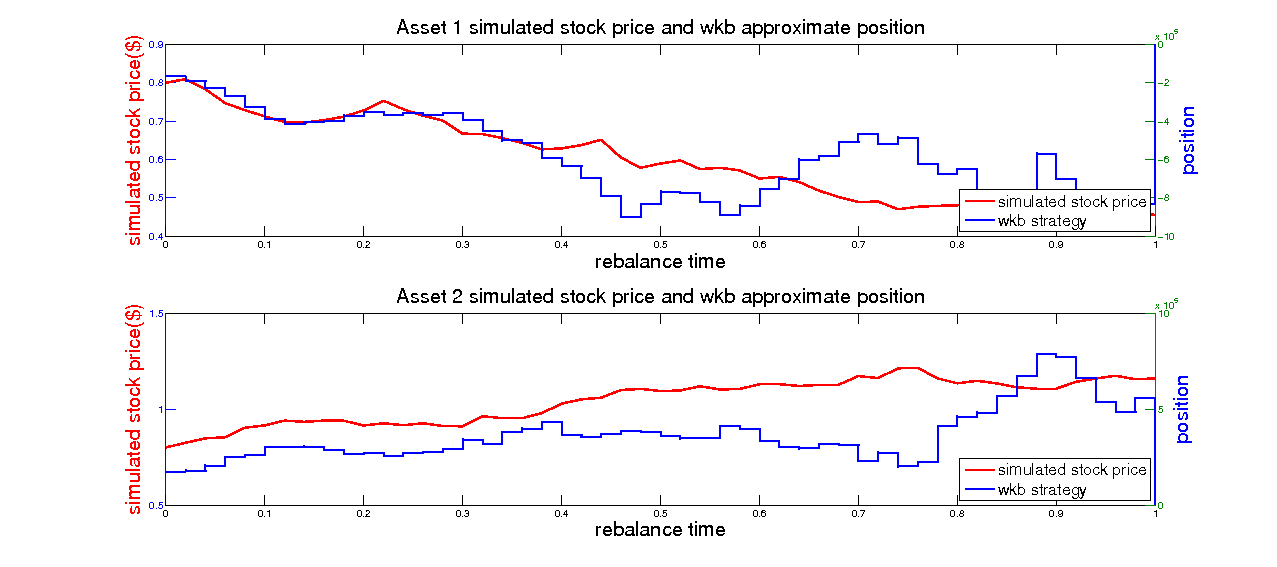 Asset 1 simulated stock price and wkb approximate position
simulated stock price($)
0.9
0.8
0.7
0.6
0.5
0.4
x 10
0
-2
-4
-6
-8
-10
position
simulated stock price
wkb strategy
0 0.1 0.2 0.3 0.4 0.5 0.6 0.7 0.8 0.9 1
rebalance time
Asset 2 simulated stock price and wkb approximate position
simulated stock price($)
1.5
1
0.5
x 10
10
5
0
position
simulated stock price
wkb strategy
0 0.1 0.2 0.3 0.4 0.5 0.6 0.7 0.8 0.9 1
rebalance time